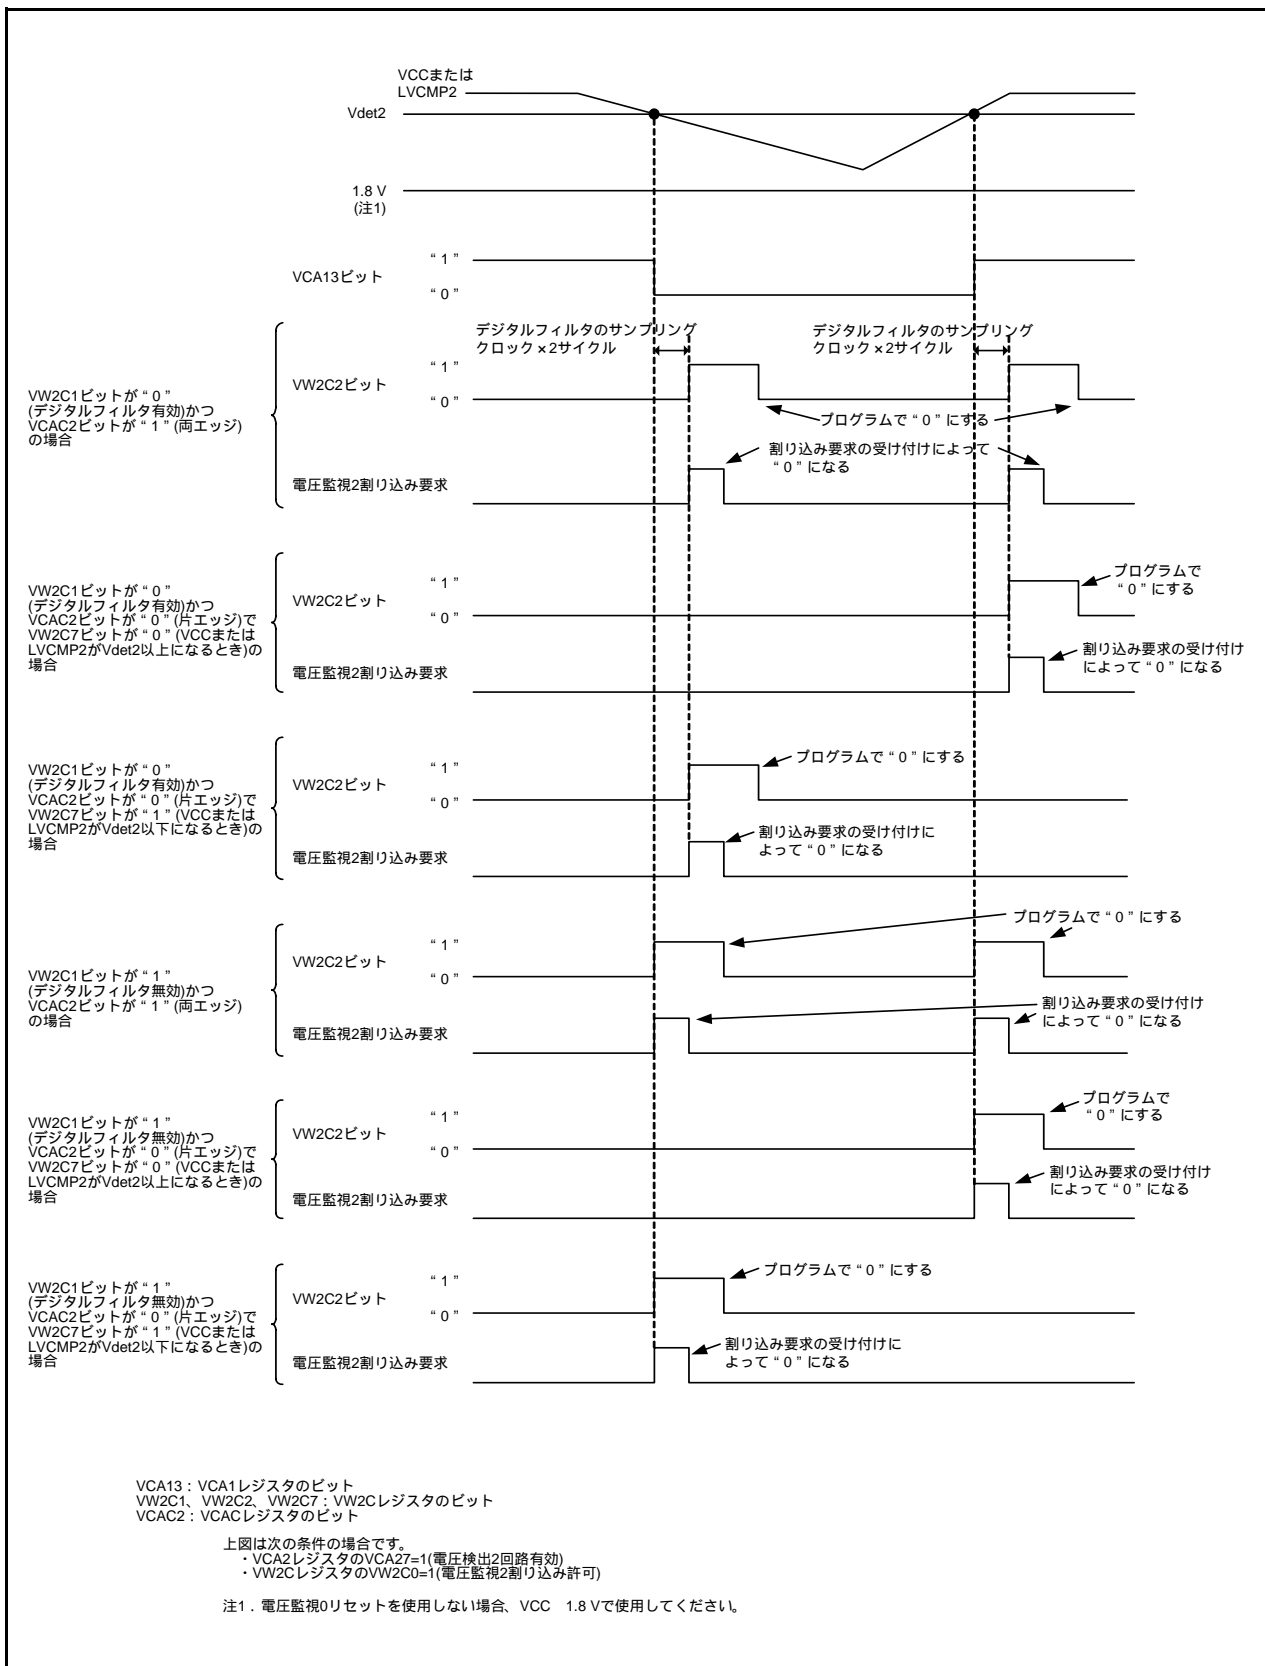 VCCまたは
LVCMP2
Vdet2
1.8 V
(注1)
VCA13ビット
“ 1 ”
“ 0 ”
デジタルフィルタのサンプリング
クロック×2サイクル
デジタルフィルタのサンプリング
クロック×2サイクル
VW2C1ビットが “ 0 ”
(デジタルフィルタ有効)かつ
VCAC2ビットが “ 1 ” (両エッジ)
の場合
VW2C2ビット
“ 1 ”
“ 0 ”
プログラムで “ 0 ” にする
割り込み要求の受け付けによって
“ 0 ” になる
電圧監視2割り込み要求
VW2C1ビットが “ 0 ”
(デジタルフィルタ有効)かつ
VCAC2ビットが “ 0 ” (片エッジ)で
VW2C7ビットが “ 0 ” (VCCまたは
LVCMP2がVdet2以上になるとき)の
場合
VW2C2ビット
“ 1 ”
“ 0 ”
プログラムで
“ 0 ” にする
電圧監視2割り込み要求
割り込み要求の受け付け
によって “ 0 ” になる
VW2C1ビットが “ 0 ”
(デジタルフィルタ有効)かつ
VCAC2ビットが “ 0 ” (片エッジ)で
VW2C7ビットが “ 1 ” (VCCまたは
LVCMP2がVdet2以下になるとき)の
場合
VW2C2ビット
“ 1 ”
“ 0 ”
プログラムで “ 0 ” にする
電圧監視2割り込み要求
割り込み要求の受け付けに
よって “ 0 ” になる
VW2C1ビットが “ 1 ”
(デジタルフィルタ無効)かつ
VCAC2ビットが “ 1 ” (両エッジ)
の場合
VW2C2ビット
“ 1 ”
“ 0 ”
プログラムで “ 0 ” にする
電圧監視2割り込み要求
割り込み要求の受け付け
によって “ 0 ” になる
VW2C1ビットが “ 1 ”
(デジタルフィルタ無効)かつ
VCAC2ビットが “ 0 ” (片エッジ)で
VW2C7ビットが “ 0 ” (VCCまたは
LVCMP2がVdet2以上になるとき)の
場合
VW2C2ビット
“ 1 ”
“ 0 ”
プログラムで
“ 0 ” にする
電圧監視2割り込み要求
割り込み要求の受け付け
によって “ 0 ” になる
VW2C1ビットが “ 1 ”
(デジタルフィルタ無効)かつ
VCAC2ビットが “ 0 ” (片エッジ)で
VW2C7ビットが “ 1 ” (VCCまたは
LVCMP2がVdet2以下になるとき)の
場合
VW2C2ビット
“ 1 ”
“ 0 ”
プログラムで “ 0 ” にする
電圧監視2割り込み要求
割り込み要求の受け付けに
よって “ 0 ” になる
VCA13：VCA1レジスタのビット
VW2C1、VW2C2、VW2C7：VW2Cレジスタのビット
VCAC2：VCACレジスタのビット
上図は次の条件の場合です。
・VCA2レジスタのVCA27=1(電圧検出2回路有効)
・VW2CレジスタのVW2C0=1(電圧監視2割り込み許可)
注1．電圧監視0リセットを使用しない場合、VCC　1.8 Vで使用してください。